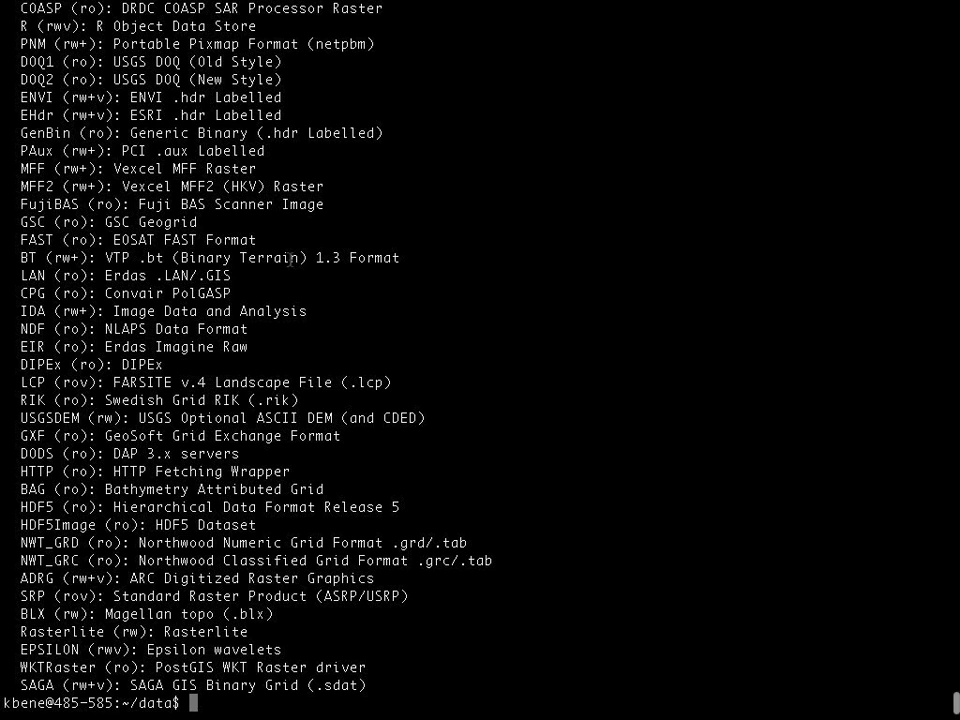 COASP (ro): DRDC COASP SAR Processor Raster
R (rwv): R Object Data Store
PNM (rw+): Portable Pixmap Format (netpbm)
DOQ1 (ro): USGS DOQ (Old Style)
DOQ2 (ro): USGS DOQ (New Style)
ENVI (rw+v): ENVI .hdr Labelled
EHdr (rw+v): ESRI .hdr Labelled
GenBin (ro): Generic Binary (.hdr Labelled)
PAux (rw+): PCI .aux Labelled
MFF (rw+): Vexcel MFF Raster
MFF2 (rw+): Vexcel MFF2 (HKV) Raster
FujiBAS (ro): Fuji BAS Scanner Image
GSC (ro): GSC Geogrid
FAST (ro): EOSAT FAST Format
BT (rw+): VTP .bt (Binary Terrain) 1.3 Format
LAN (ro): Erdas .LAN/.GIS
CPG (ro): Convair PolGASP
IDA (rw+): Image Data and Analysis
NDF (ro): NLAPS Data Format
EIR (ro): Erdas Imagine Raw
DIPEx (ro): DIPEx
LCP (rov): FARSITE v.4 Landscape File (.lcp)
RIK (ro): Swedish Grid RIK (.rik)
USGSDEM (rw): USGS Optional ASCII DEM (and CDED)
GXF (ro): GeoSoft Grid Exchange Format
DODS (ro): DAP 3.x servers
HTTP (ro): HTTP Fetching Wrapper
BAG (ro): Bathymetry Attributed Grid
HDF5 (ro): Hierarchical Data Format Release 5
HDF5Image (ro): HDF5 Dataset
NWT_GRD (ro): Northwood Numeric Grid Format .grd/.tab
NWT_GRC (ro): Northwood Classified Grid Format .grc/.tab
ADRG (rw+v): ARC Digitized Raster Graphics
SRP (rov): Standard Raster Product (ASRP/USRP)
BLX (rw): Magellan topo (.blx)
Rasterlite (rw): Rasterlite
EPSILON (rwv): Epsilon wavelets
WKTRaster (ro): PostGIS WKT Raster driver
SAGA (rw+v): SAGA GIS Binary Grid (.sdat)
kbene@485-585:~/data$